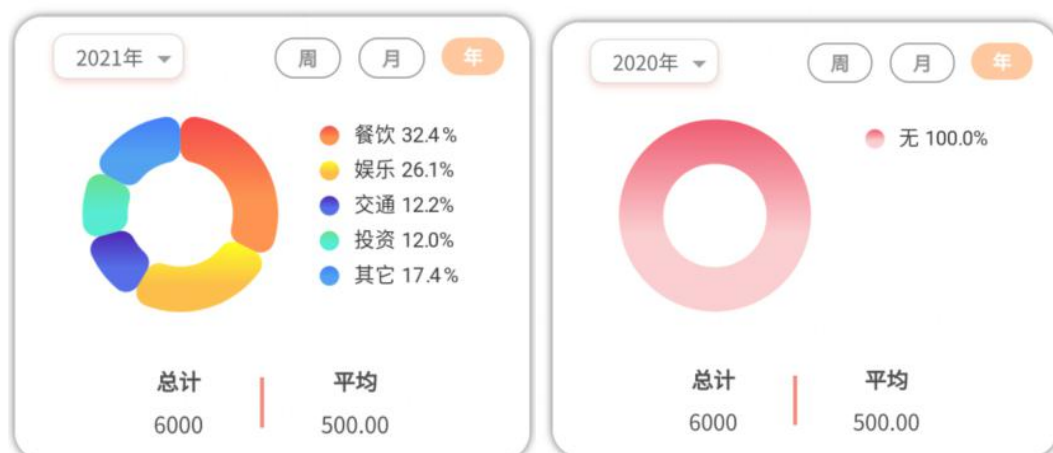 2021年
周 月 年
餐饮 32.4%
娱乐 26.1%
交通 12.2%
投资 12.0%
其它 17.4%
总计 平均
6000 500.00
2020年
周 月 年
无 100.0%
总计 平均
6000 500.00